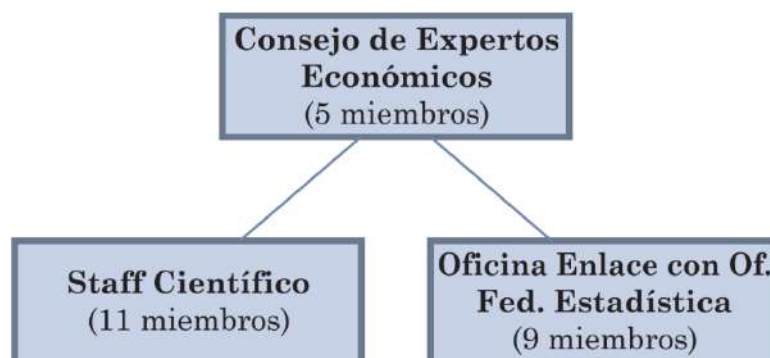 Consejo de Expertos
Económicos
(5 miembros)
Staff Científico
(11 miembros)
Oficina Enlace con Of.
Fed. Estadística
(9 miembros)